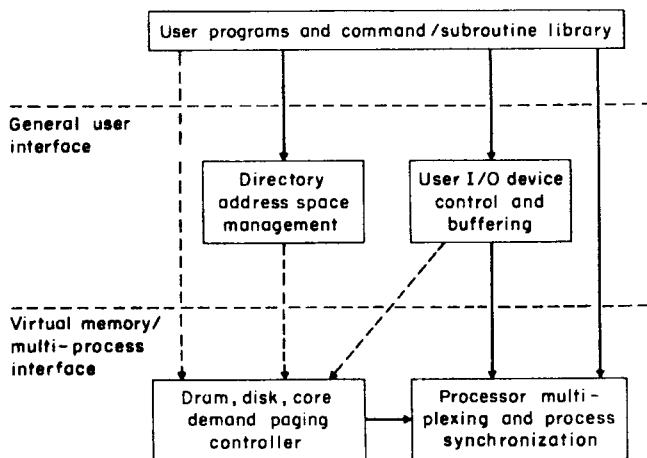 User programs and command/subroutine library
General user
interface
Directory
address space
management
User I/O device
control and
buffering
Virtual memory/
multi-process
interface
Dram, disk, core
demand paging
controller
Processor multi-
plexing and process
synchronization